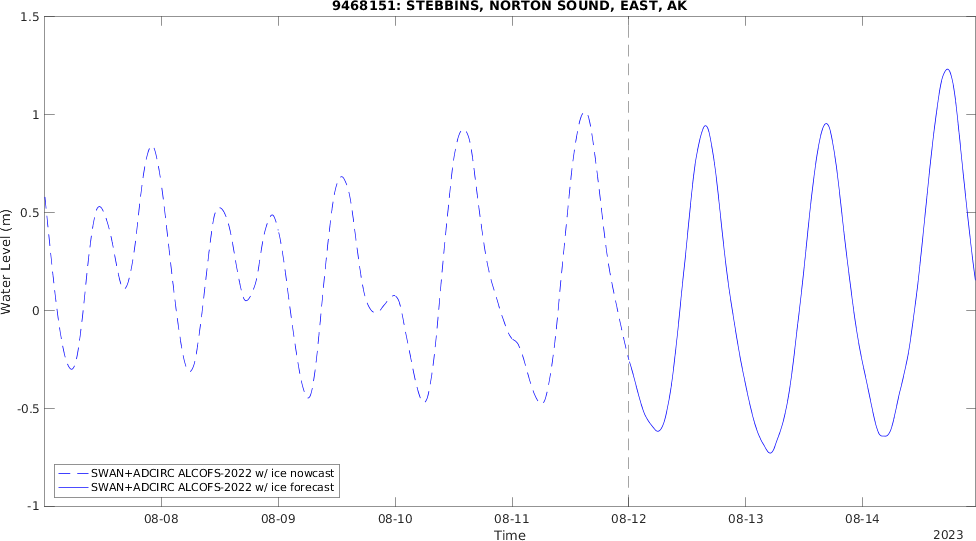 9468151: STEBBINS, NORTON SOUND, EAST, AK
1.5
1
0.5
0
-0.5
-1
Water Level (m)
SWAN+ADCIRC ALCOFS-2022 w/ ice nowcast
SWAN+ADCIRC ALCOFS-2022 w/ ice forecast
08-08 08-09 08-10 08-11 08-12 08-13 08-14
Time
2023